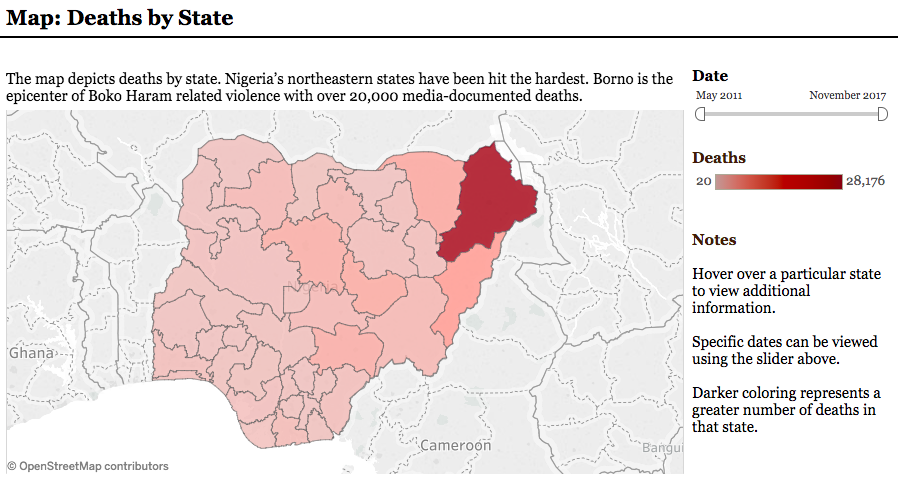 Map: Deaths by State
The map depicts deaths by state. Nigeria's northeastern states have been hit the hardest. Borno is the
epicenter of Boko Haram related violence with over 20,000 media-documented deaths.
Date
May 2011 November 2017
Deaths
20 28,176
Notes
Hover over a particular state
to view additional
information.
Specific dates can be viewed
using the slider above.
Darker coloring represents a
greater number of deaths in
that state.
Nigeria
Ghana
Cameroon
Bangui
© OpenStreetMap contributors